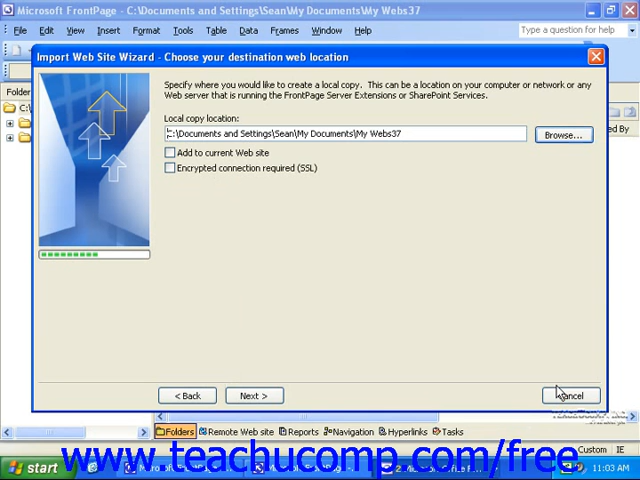 Microsoft FrontPage - C:\Documents and Settings\Sean\My Documents\My Webs37
File Edit View Insert Format Tools Table Data Frames Window Help
Type a question for help
Import Web Site Wizard - Choose your destination web location
Specify where you would like to create a local copy. This can be a location on your computer or network or any
Web server that is running the FrontPage Server Extensions or SharePoint Services.
Local copy location:
C:\Documents and Settings\Sean\My Documents\My Webs37
Browse...
Add to current Web site
Encrypted connection required (SSL)
< Back
Next >
Cancel
Folder
C:\
ed By
Folders Remote Web site Reports Navigation Hyperlinks Tasks
Custom
www.teachucomp.com/free
start
11:03 AM